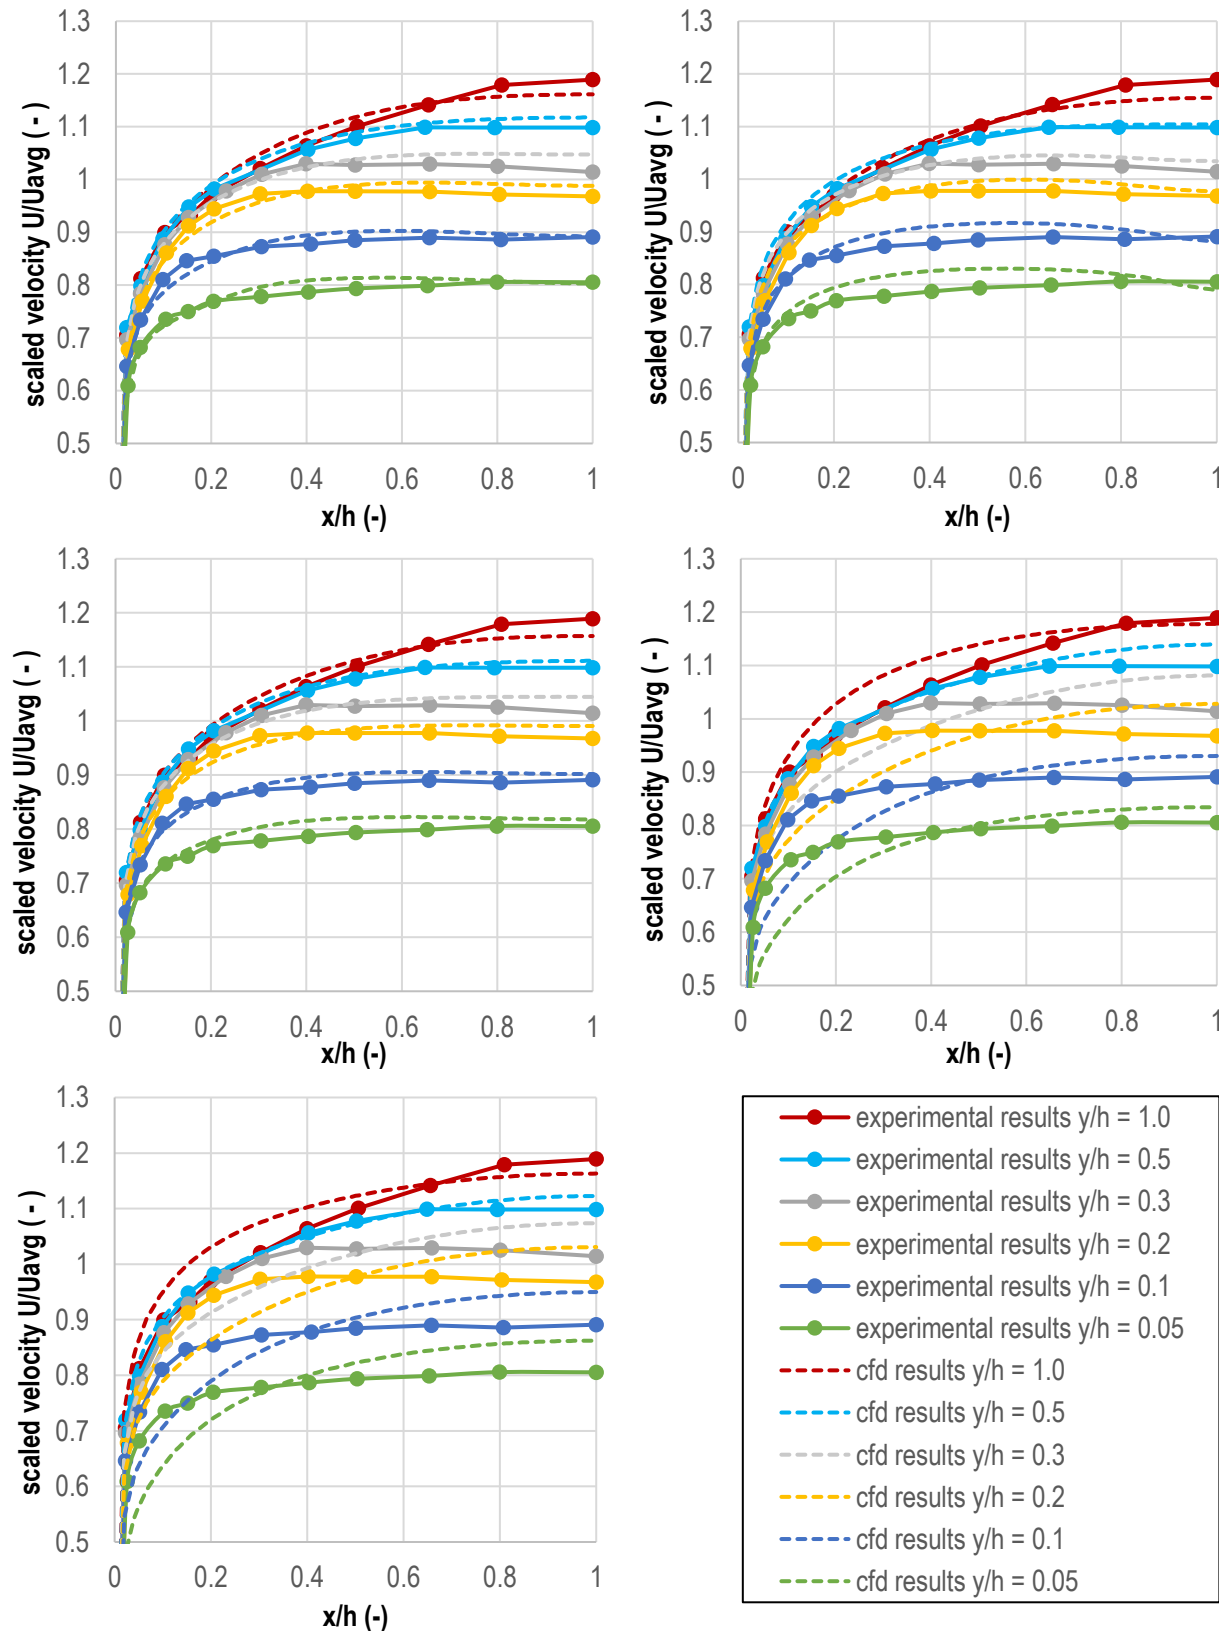 1.3
1.2
1.1
1
0.9
0.8
0.7
0.6
0.5
scaled velocity U/Uavg ( - )
0 0.2 0.4 0.6 0.8 1
x/h (-)
1.3
1.2
1.1
1
0.9
0.8
0.7
0.6
0.5
scaled velocity U\Uavg ( - )
0 0.2 0.4 0.6 0.8 1
x/h (-)
1.3
1.2
1.1
1
0.9
0.8
0.7
0.6
0.5
scaled velocity U/Uavg ( - )
0 0.2 0.4 0.6 0.8 1
x/h (-)
1.3
1.2
1.1
1
0.9
0.8
0.7
0.6
0.5
scaled velocity U/Uavg ( - )
0 0.2 0.4 0.6 0.8 1
x/h (-)
1.3
1.2
1.1
1
0.9
0.8
0.7
0.6
0.5
scaled velocity U/Uavg ( - )
0 0.2 0.4 0.6 0.8 1
x/h (-)
experimental results y/h = 1.0
experimental results y/h = 0.5
experimental results y/h = 0.3
experimental results y/h = 0.2
experimental results y/h = 0.1
experimental results y/h = 0.05
cfd results y/h = 1.0
cfd results y/h = 0.5
cfd results y/h = 0.3
cfd results y/h = 0.2
cfd results y/h = 0.1
cfd results y/h = 0.05